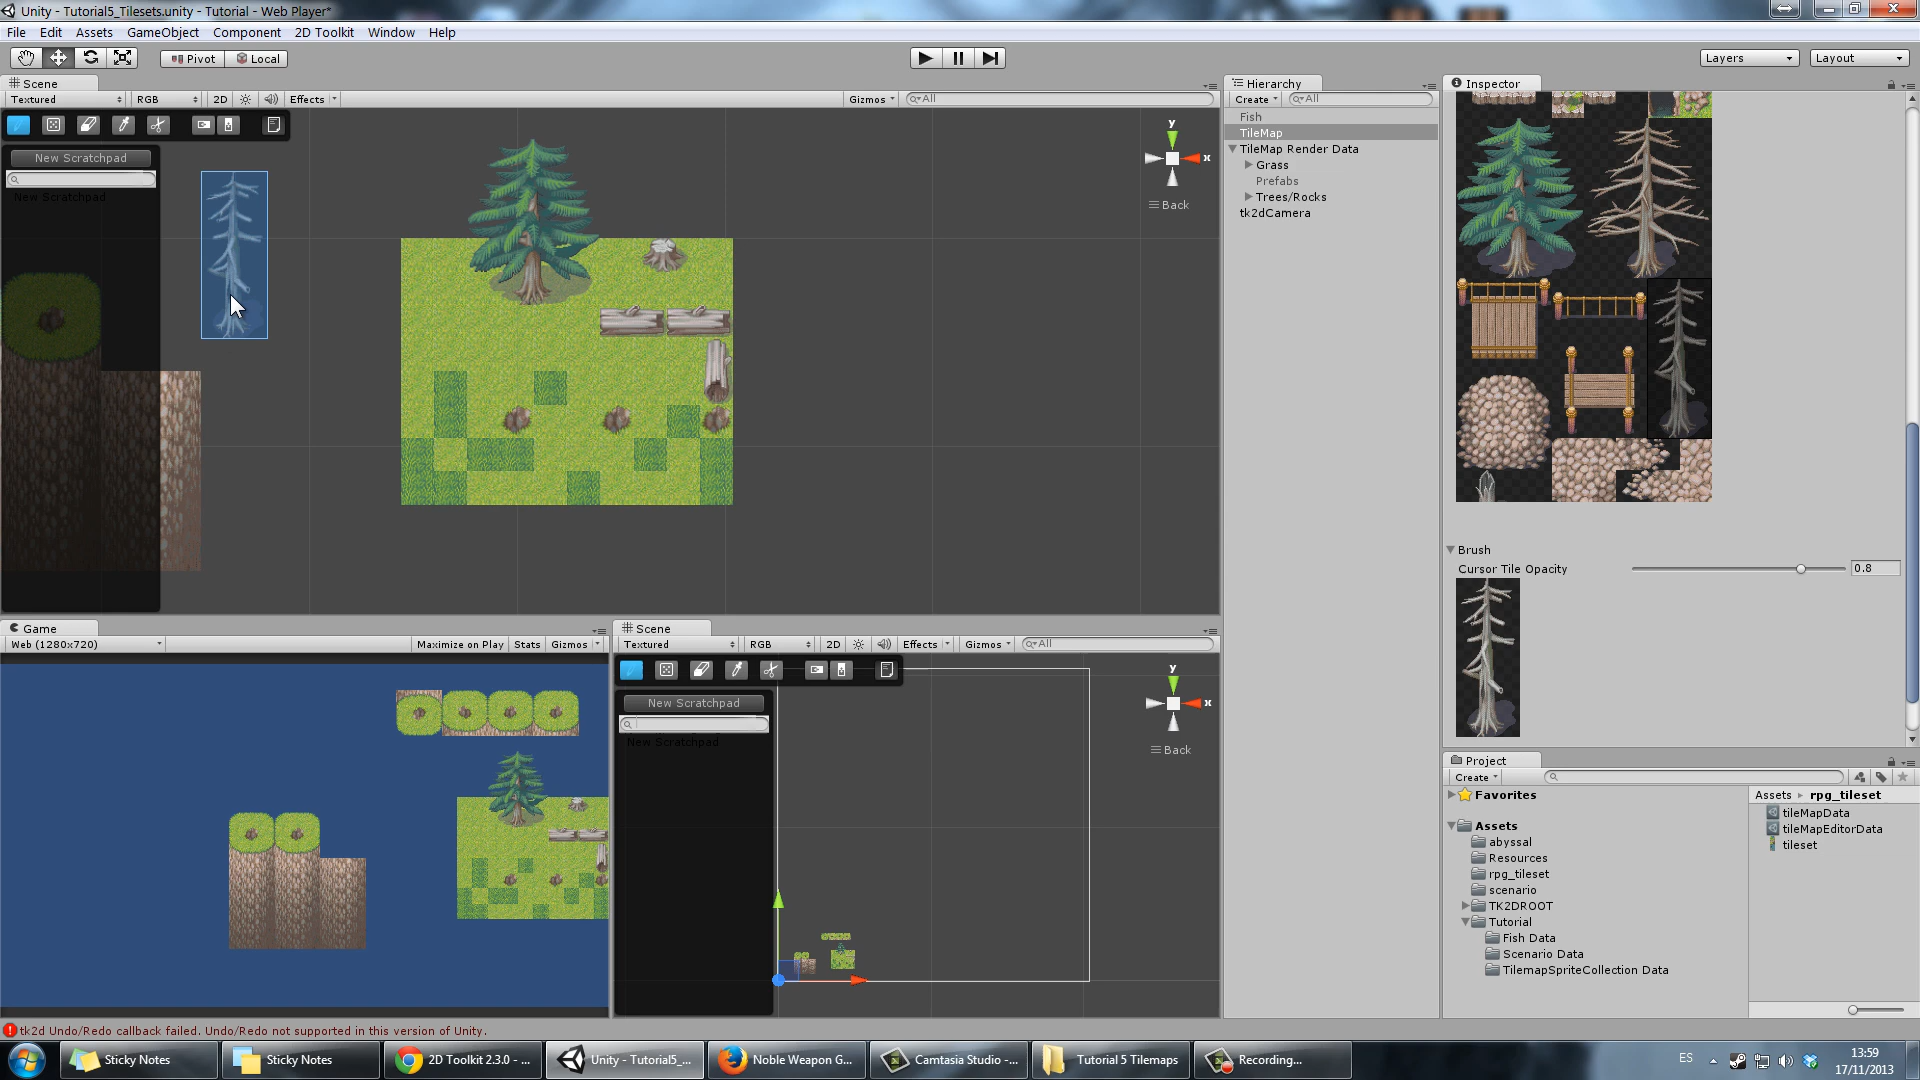 Unity - Tutorial5_Tilesets.unity - Tutorial - Web Player*
File Edit Assets GameObject Component 2D Toolkit Window Help
Pivot Local Layers Layout
Scene
Textured RGB 2D Effects Gizmos All
New Scratchpad
New Scratchpad
y
x
Back
Hierarchy
Create All
Fish
TileMap
TileMap Render Data
Grass
Prefabs
Trees/Rocks
tk2dCamera
Inspector
Brush
Cursor Tile Opacity 0.8
Game
Web (1280x720) Maximize on Play Stats Gizmos
Scene
Textured RGB 2D Effects Gizmos All
New Scratchpad
New Scratchpad
y
x
Back
Project
Create
Favorites
Assets
abyssal
Resources
rpg_tileset
scenario
TK2DROOT
Tutorial
Fish Data
Scenario Data
TilemapSpriteCollection Data
Assets rpg_tileset
tileMapData
tileMapEditorData
tileset
tk2d Undo/Redo callback failed. Undo/Redo not supported in this version of Unity.
Sticky Notes
Sticky Notes
2D Toolkit 2.3.0 - ...
Unity - Tutorial5_...
Noble Weapon G...
Camtasia Studio -...
Tutorial 5 Tilemaps
Recording...
ES
13:59
17/11/2013